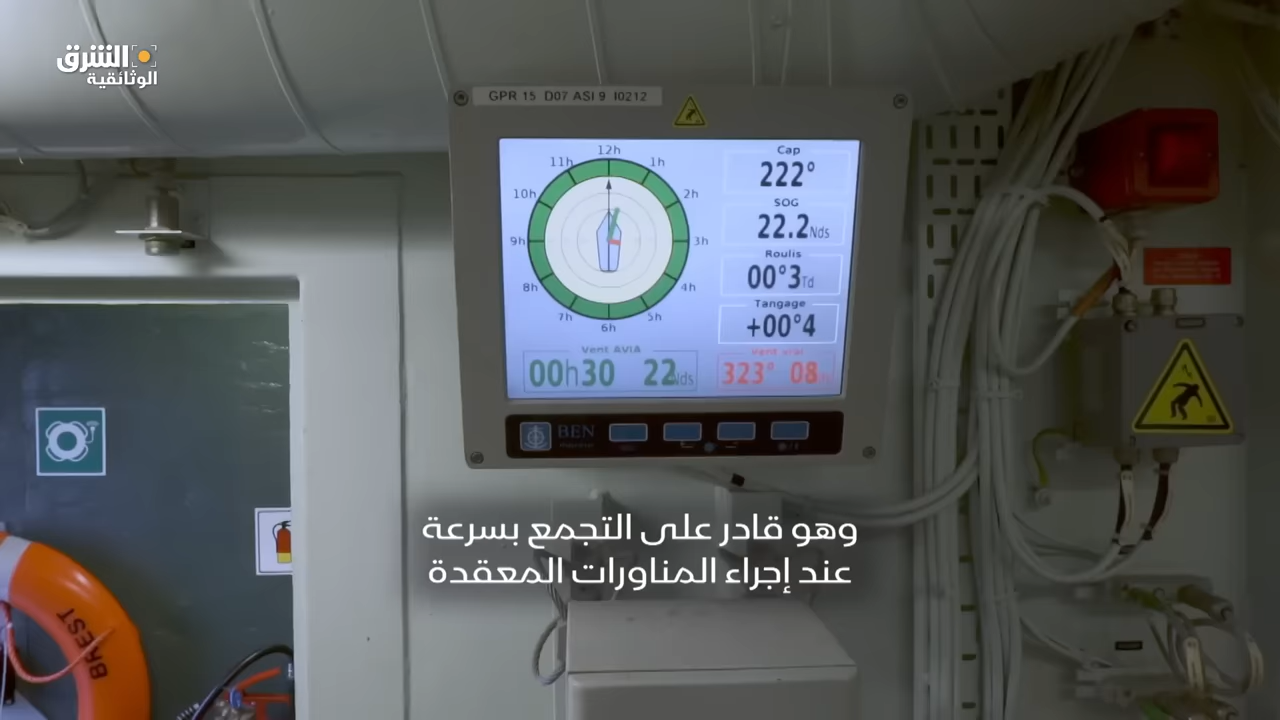 الشرق
الوثائقية
GPR 15 D07 ASI 9 I0212
12h
11h
1h
10h
2h
9h
3h
8h
4h
7h
5h
6h
Cap
222°
SOG
22.2Nds
Roulis
00°3Td
Tangage
+00°4
Vent AVIA
00h30 22Nds
Vent vrai
323° 08
BEN
BREST
وهو قادر على التجمع بسرعة
عند إجراء المناورات المعقدة